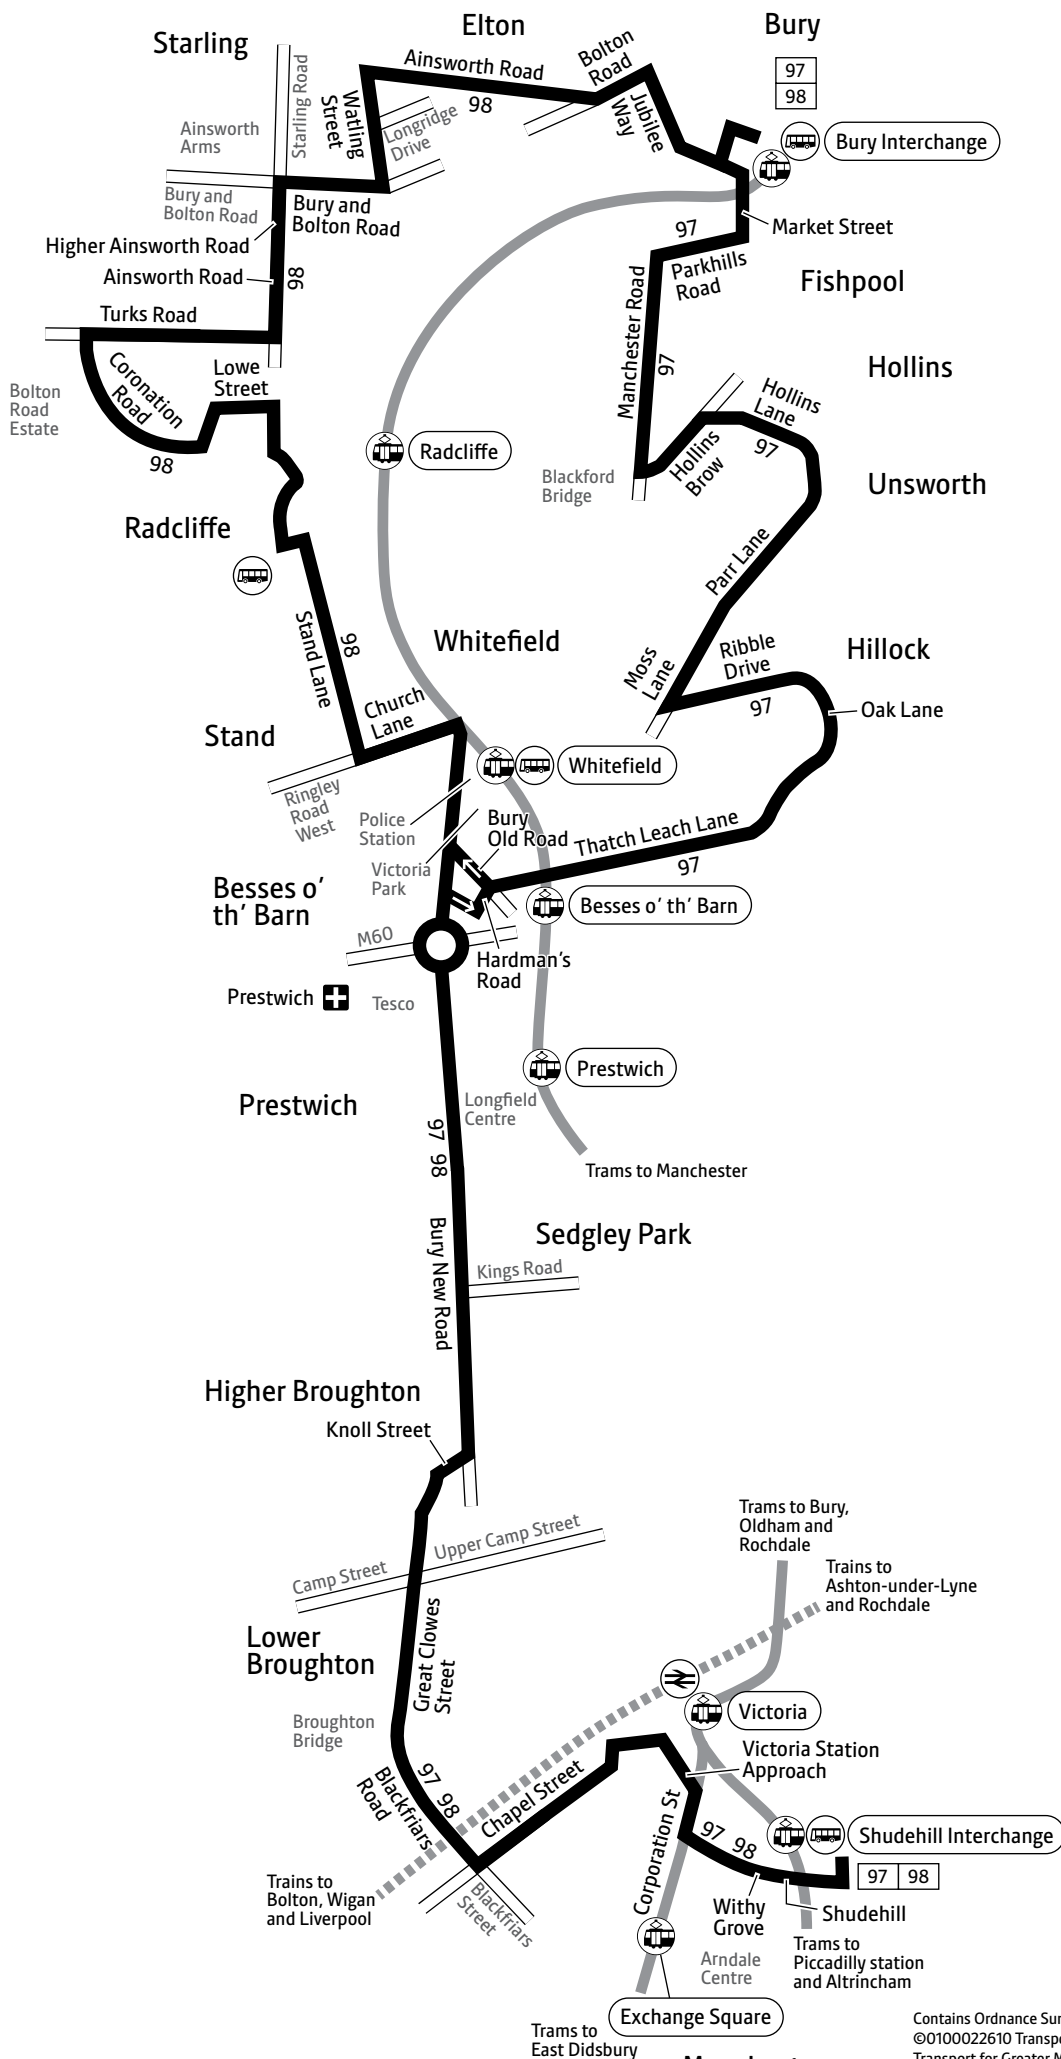 Elton
Bury
Starling
Bolton
Road
Ainsworth Road
98
97
98
Starling Road
Watling
Street
Longridge
Drive
Jubilee
Way
Ainsworth
Arms
Bury Interchange
Bury and
Bolton Road
Bury and
Bolton Road
Higher Ainsworth Road
97
Market Street
Ainsworth Road
98
Parkhills
Road
Fishpool
Turks Road
Manchester Road
97
Coronation
Road
Lowe
Street
Hollins
Bolton
Road
Estate
Hollins
Lane
97
98
Radcliffe
Hollins
Brow
Blackford
Bridge
Unsworth
Radcliffe
Parr Lane
Stand Lane
98
Whitefield
Ribble
Drive
Hillock
Moss
Lane
97
Oak Lane
Church
Lane
Stand
Whitefield
Ringley
Road
West
Police
Station
Bury
Old Road
Thatch Leach Lane
97
Victoria
Park
Besses o'
th' Barn
Besses o' th' Barn
M60
Hardman's
Road
Prestwich
Tesco
Prestwich
Longfield
Centre
Prestwich
97 98
Trams to Manchester
Bury New Road
Sedgley Park
Kings Road
Higher Broughton
Knoll Street
Trams to Bury,
Oldham and
Rochdale
Upper Camp Street
Camp Street
Trains to
Ashton-under-Lyne
and Rochdale
Lower
Broughton
Great Clowes
Street
Broughton
Bridge
Victoria
Victoria Station
Approach
97 98
Blackfriars
Road
Chapel Street
Corporation St
97 98
Shudehill Interchange
97 98
Trains to
Bolton, Wigan
and Liverpool
Blackfriars
Street
Withy
Grove
Shudehill
Arndale
Centre
Trams to
Piccadilly station
and Altrincham
Exchange Square
Trams to
East Didsbury
Contains Ordnance Sur
©0100022610 Transpo